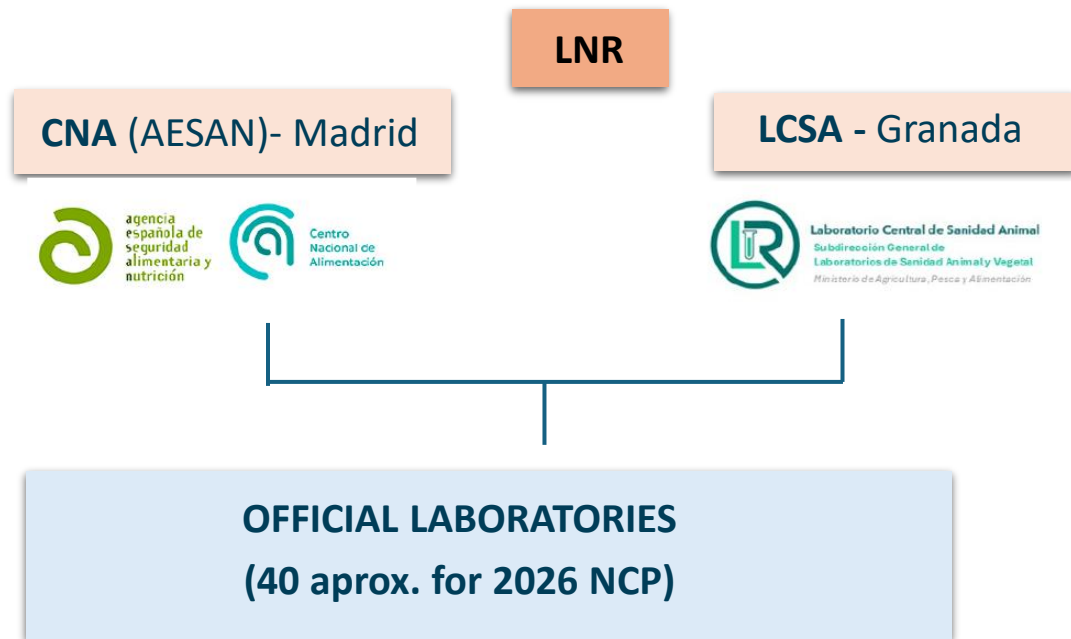 LNR
CNA (AESAN)- Madrid
LCSA - Granada
agencia
española de
seguridad
alimentaria y
nutrición
Centro
Nacional de
Alimentación
LR
Laboratorio Central de Sanidad Animal
Subdirección General de
Laboratorios de Sanidad Animal y Vegetal
Ministerio de Agricultura, Pesca y Alimentación
OFFICIAL LABORATORIES
(40 aprox. for 2026 NCP)